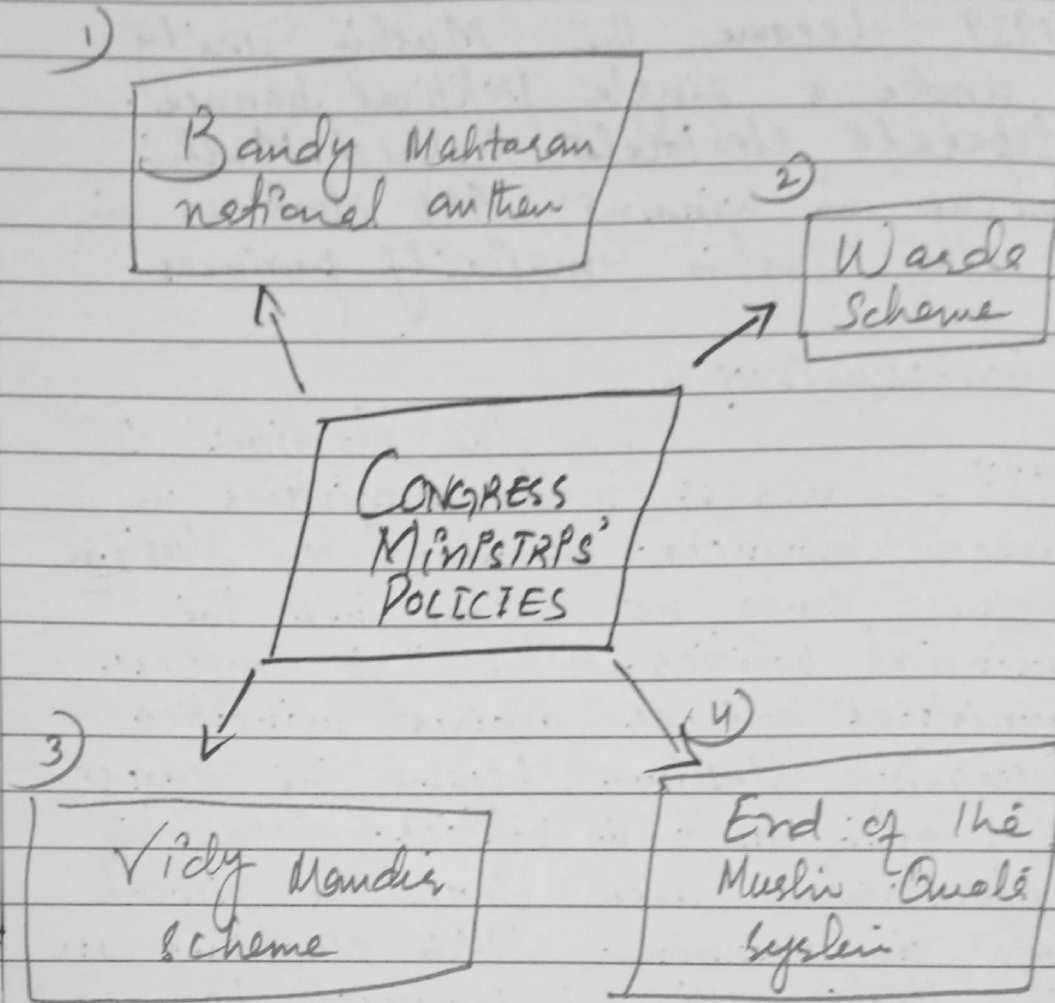 1)
Bandy Mahtaram
national anthem
2)
Warda
Scheme
CONGRESS
MINISTRIS'
POLICIES
3)
Vidy Mandir
scheme
4)
End of the
Muslim Quota
system